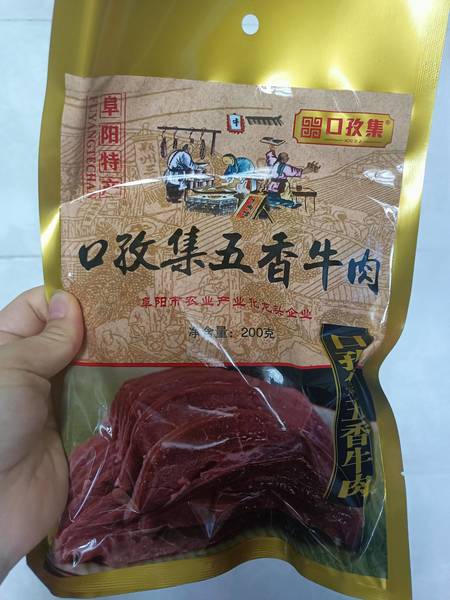 阜阳特产
FUYANGTECHAN
口孜集®
口孜集五香牛肉
阜阳市农业产业化龙头企业
净含量：200克
口孜集五香牛肉